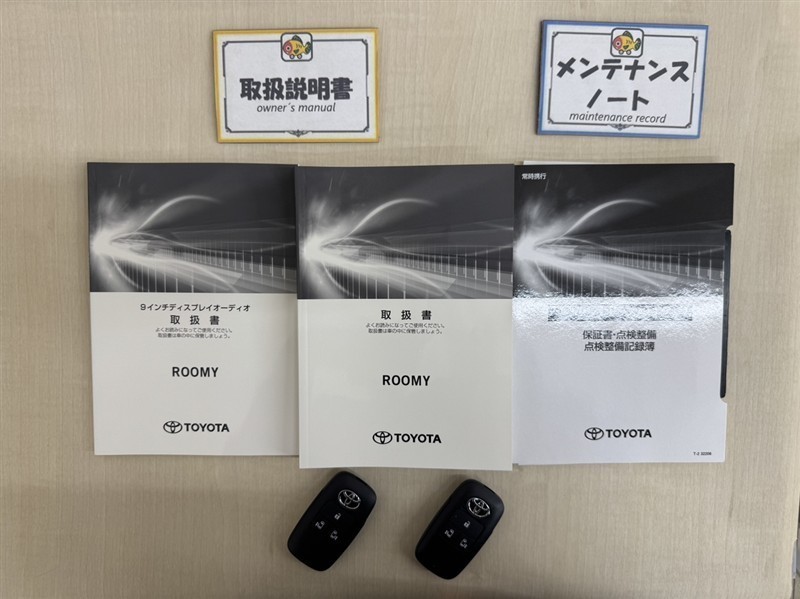 取扱説明書
owner's manual
メンテナンス
ノート
maintenance record
9インチディスプレイオーディオ
取扱書
よくお読みになってご使用ください。
取扱書は車の中に保管しましょう。
ROOMY
TOYOTA
取扱書
よくお読みになってご使用ください。
取扱書は車の中に保管しましょう。
ROOMY
TOYOTA
常時携行
保証書・点検整備
点検整備記録簿
TOYOTA